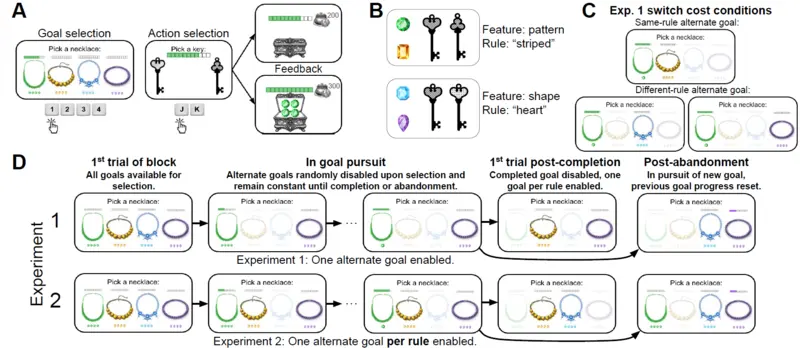 A
Goal selection
Pick a necklace:
1 2 3 4
Action selection
Pick a key:
J K
200
Feedback
300
B
Feature: pattern
Rule: “striped”
Feature: shape
Rule: “heart”
C
Exp. 1 switch cost conditions
Same-rule alternate goal:
Pick a necklace:
Different-rule alternate goal:
Pick a necklace:
Pick a necklace:
D
1st trial of block
All goals available for
selection.
In goal pursuit
Alternate goals randomly disabled upon selection and
remain constant until completion or abandonment.
1st trial post-completion
Completed goal disabled, one
goal per rule enabled.
Post-abandonment
In pursuit of new goal,
previous goal progress reset.
Experiment
1
Pick a necklace:
Pick a necklace:
...
Pick a necklace:
Pick a necklace:
Pick a necklace:
Experiment 1: One alternate goal enabled.
2
Pick a necklace:
Pick a necklace:
...
Pick a necklace:
Pick a necklace:
Pick a necklace:
Experiment 2: One alternate goal per rule enabled.